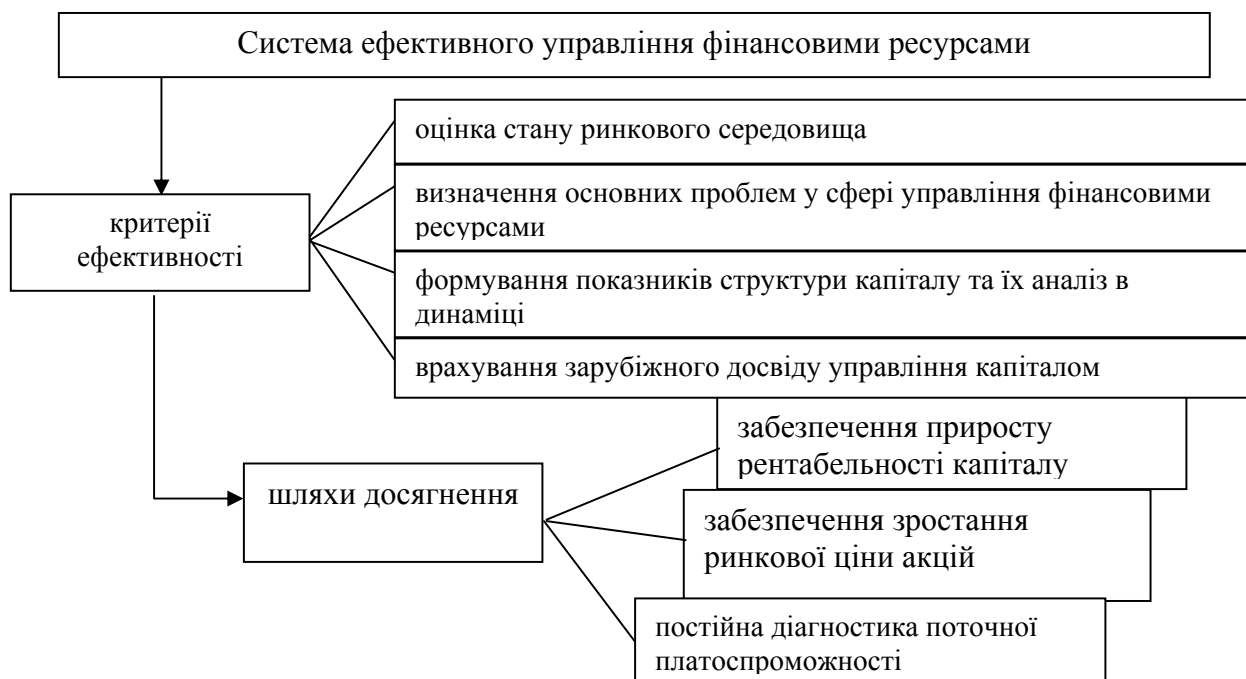 Система ефективного управління фінансовими ресурсами
оцінка стану ринкового середовища
визначення основних проблем у сфері управління фінансовими
ресурсами
критерії
ефективності
формування показників структури капіталу та їх аналіз в
динаміці
врахування зарубіжного досвіду управління капіталом
забезпечення приросту
рентабельності капіталу
шляхи досягнення
забезпечення зростання
ринкової ціни акцій
постійна діагностика поточної
платоспроможності